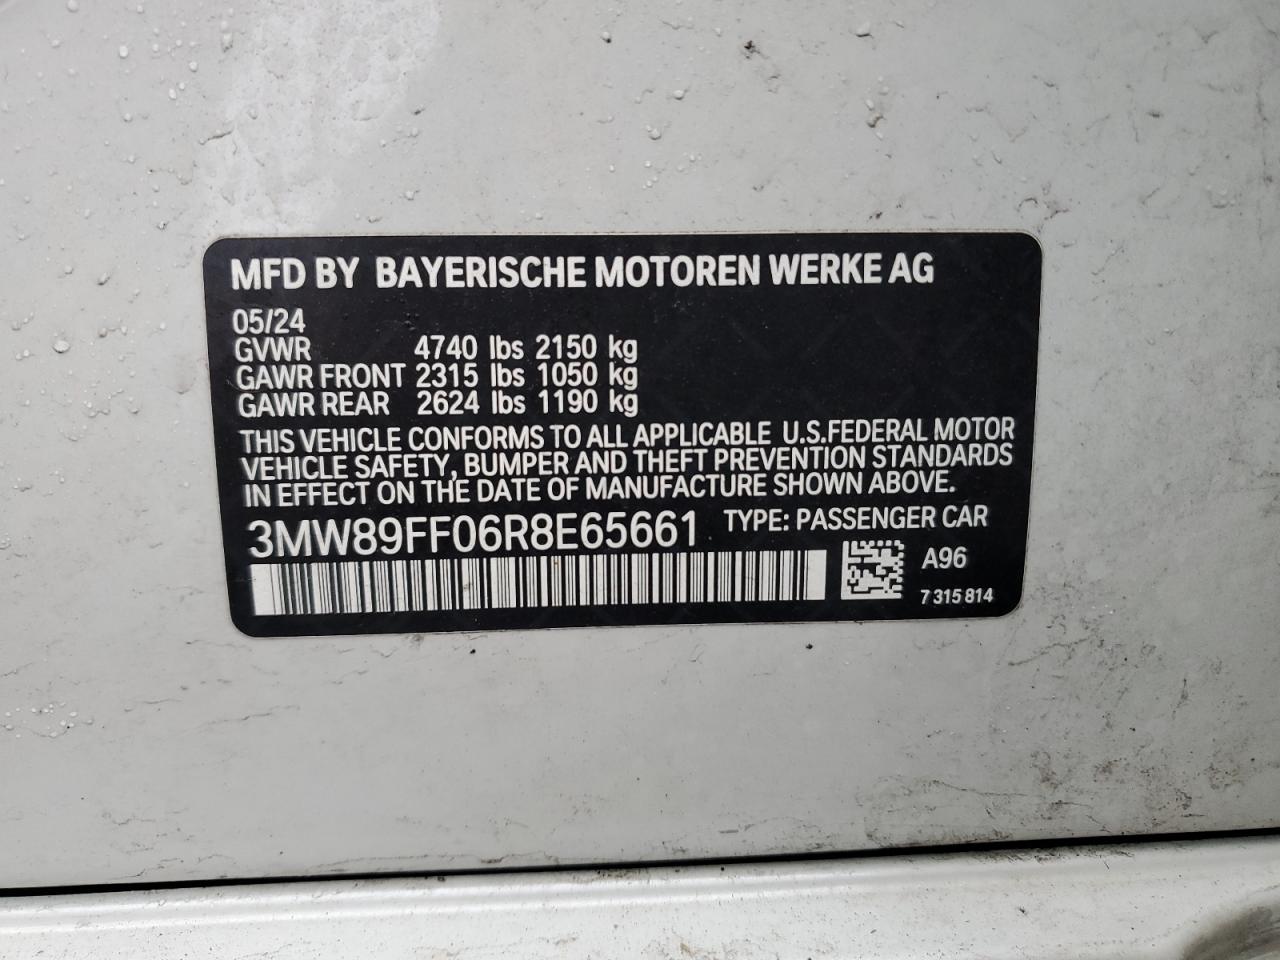 MFD BY BAYERISCHE MOTOREN WERKE AG
05/24
GVWR 4740 lbs 2150 kg
GAWR FRONT 2315 lbs 1050 kg
GAWR REAR 2624 lbs 1190 kg
THIS VEHICLE CONFORMS TO ALL APPLICABLE U.S.FEDERAL MOTOR
VEHICLE SAFETY, BUMPER AND THEFT PREVENTION STANDARDS
IN EFFECT ON THE DATE OF MANUFACTURE SHOWN ABOVE.
3MW89FF06R8E65661 TYPE: PASSENGER CAR
A96
7 315 814